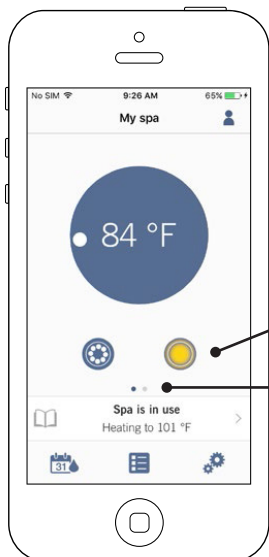 No SIM 9:26 AM 65%
My spa
84 °F
Spa is in use
Heating to 101 °F
31